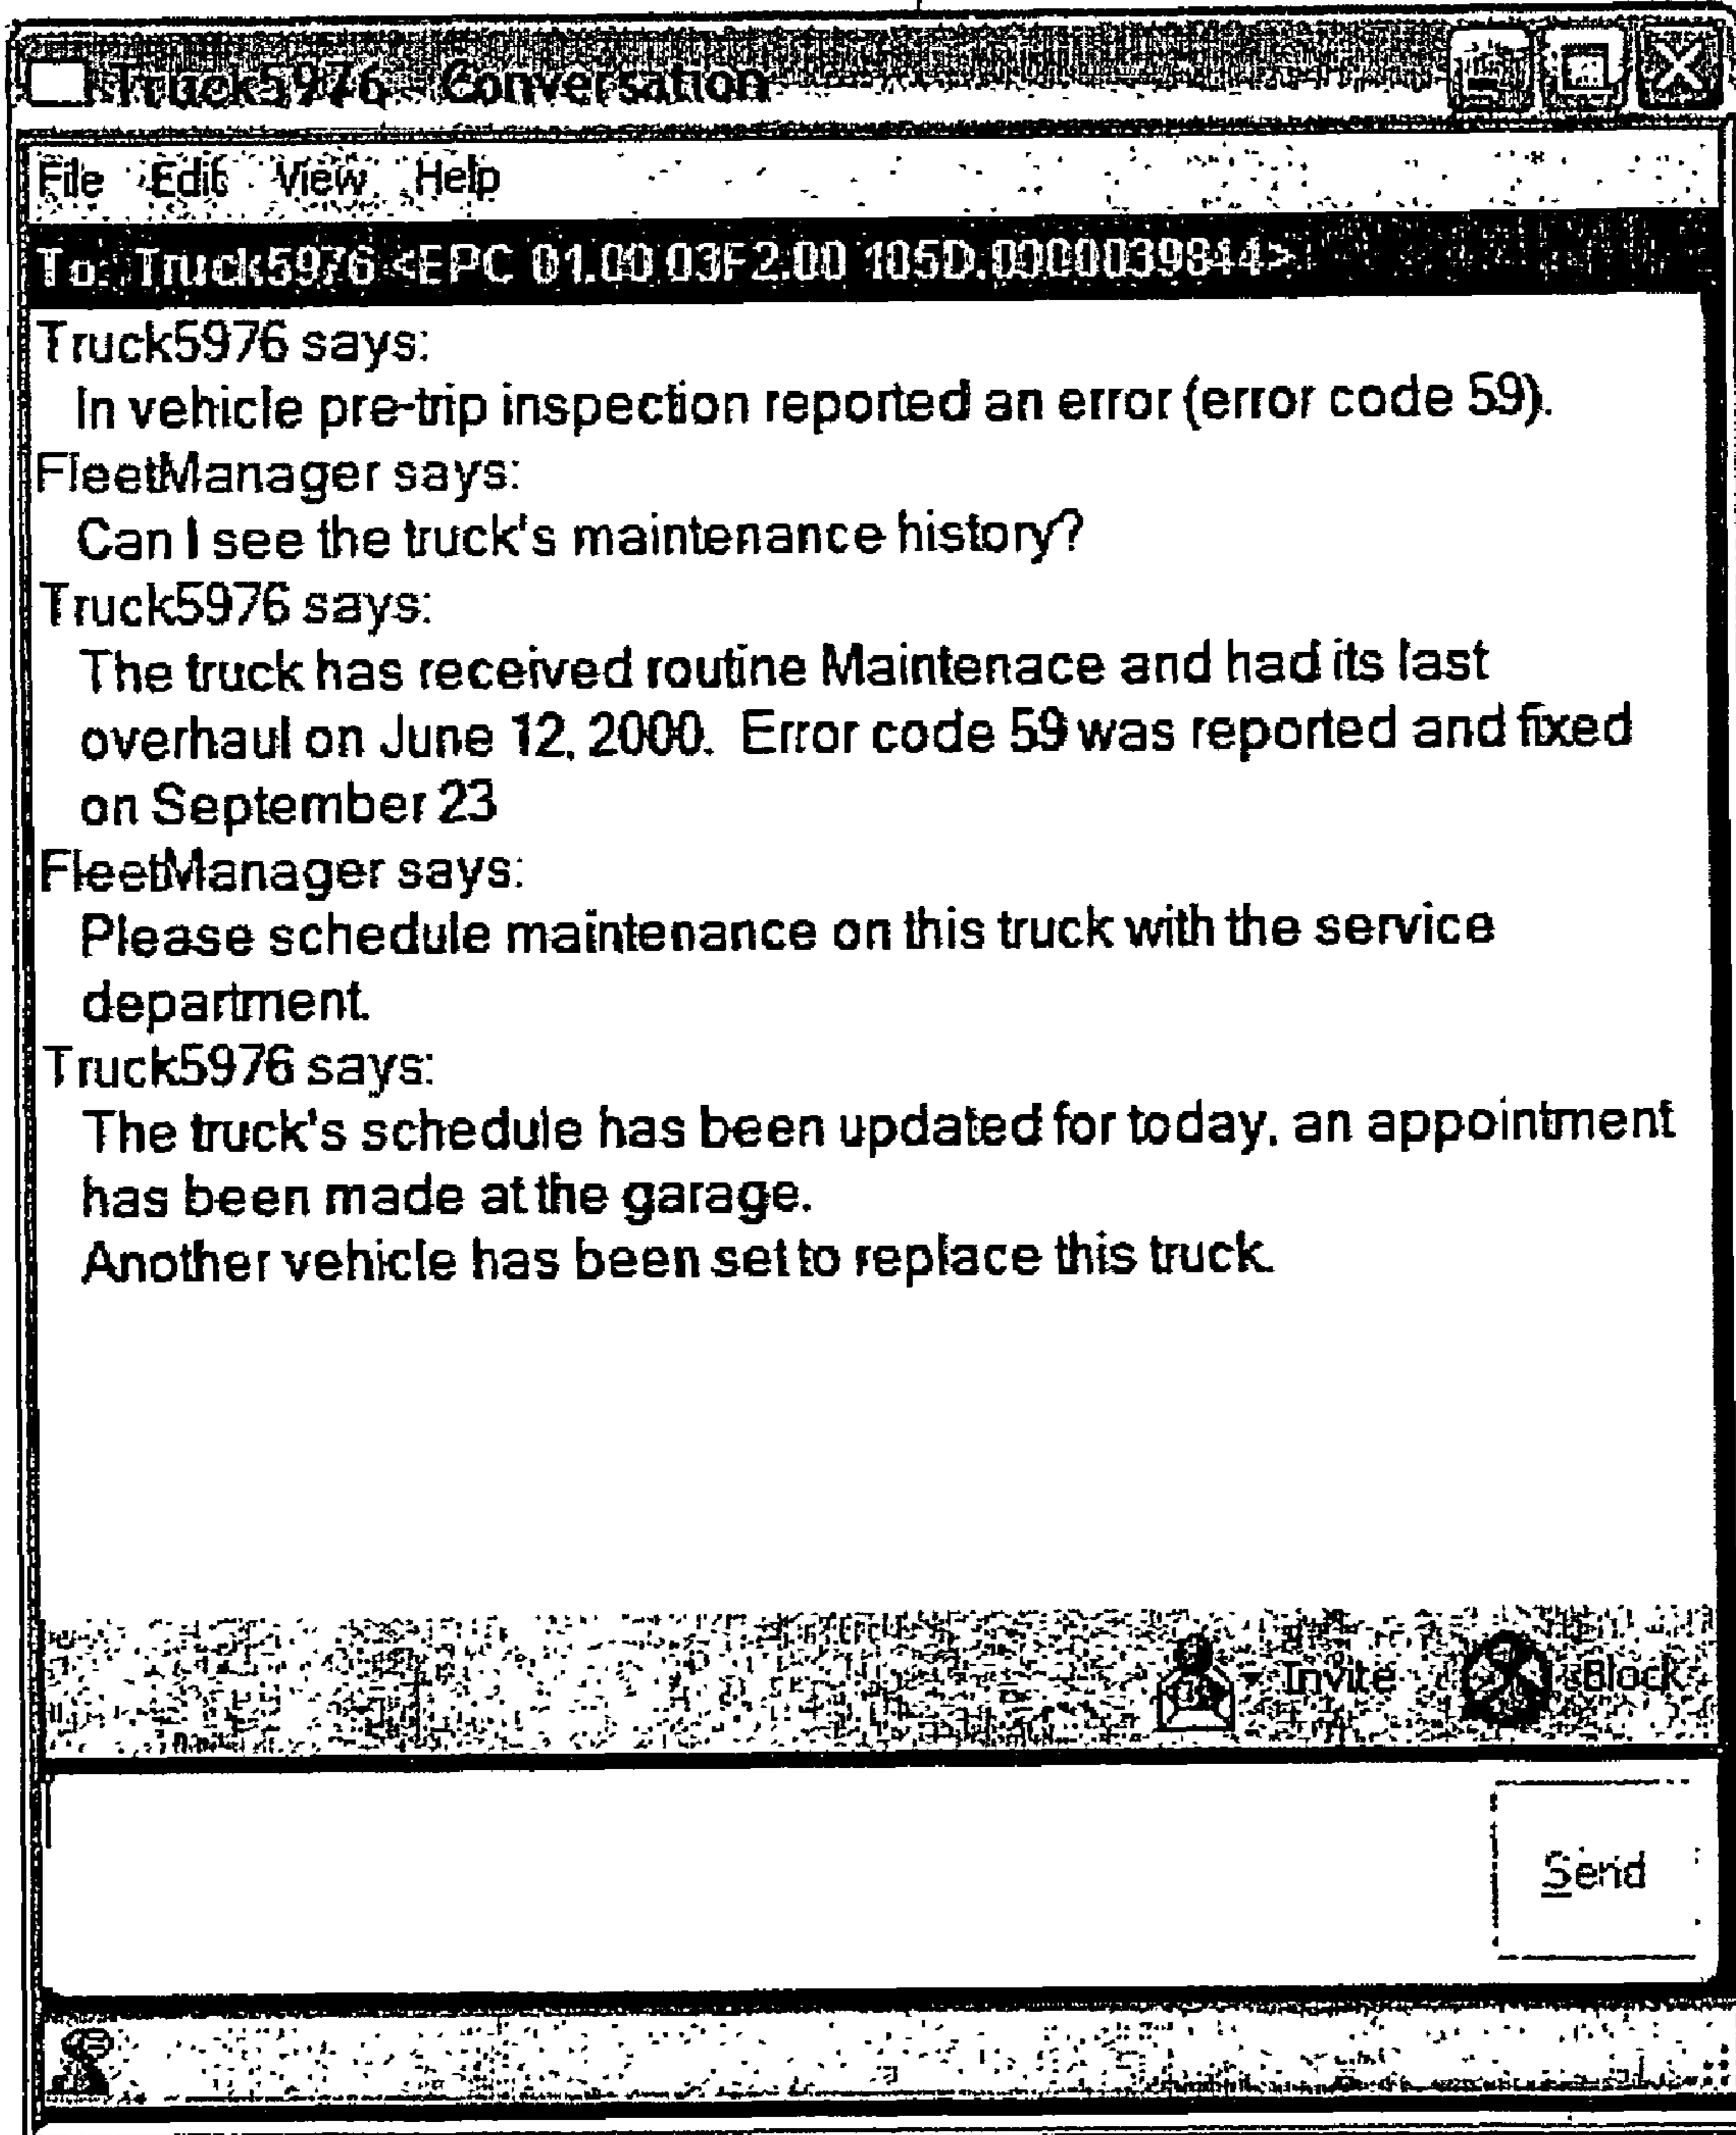 Truck5976 - Conversation
File Edit View Help
To: Truck5976 <EPC 01.00 03F2.00 105D.0000039844>
Truck5976 says:
In vehicle pre-trip inspection reported an error (error code 59).
FleetManager says:
Can I see the truck's maintenance history?
Truck5976 says:
The truck has received routine Maintenace and had its last
overhaul on June 12, 2000. Error code 59 was reported and fixed
on September 23
FleetManager says:
Please schedule maintenance on this truck with the service
department.
Truck5976 says:
The truck's schedule has been updated for today, an appointment
has been made at the garage.
Another vehicle has been set to replace this truck.
Invite Block
Send